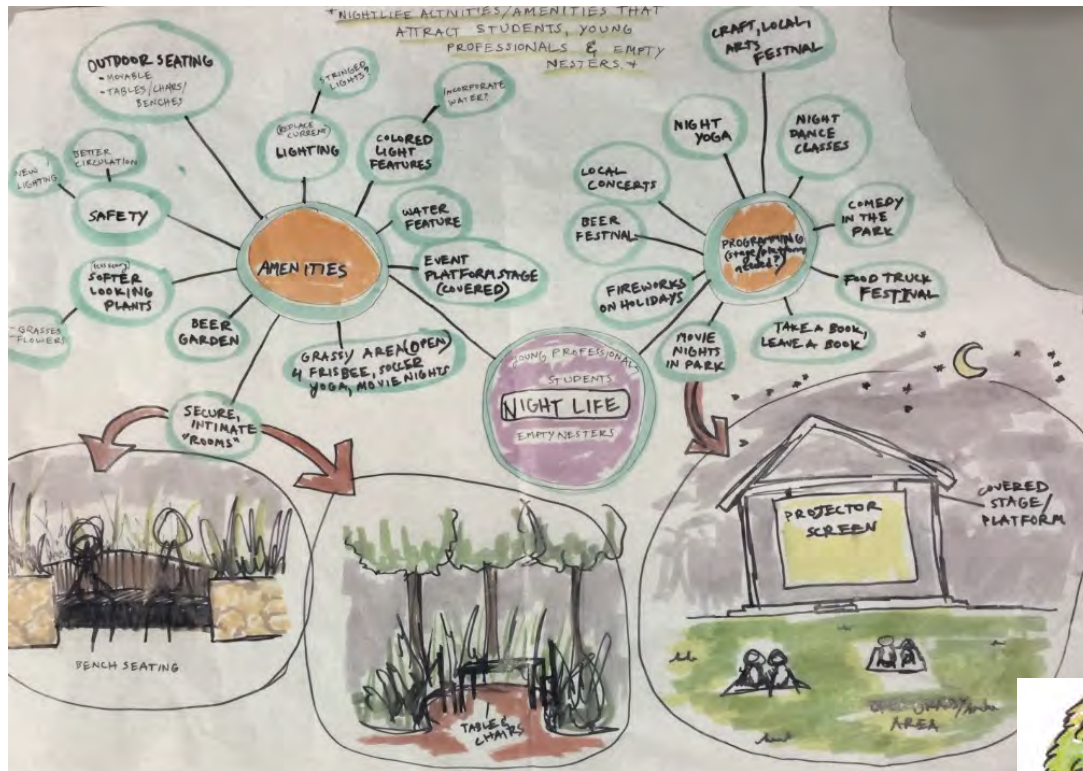 *NIGHTLIFE ACTIVITIES/AMENITIES THAT
ATTRACT STUDENTS, YOUNG
PROFESSIONALS & EMPTY
NESTERS. *
OUTDOOR SEATING
- MOVABLE
- TABLES/CHAIRS/
BENCHES
STRINGED
LIGHTS?
(REPLACE
CURRENT)
LIGHTING
INCORPORATE
WATER?
COLORED
LIGHT
FEATURES
BETTER
CIRCULATION
NEW
LIGHTING
SAFETY
WATER
FEATURE
AMENITIES
EVENT
PLATFORM STAGE
(COVERED)
SOFTER
LOOKING
PLANTS
- GRASSES
- FLOWERS
BEER
GARDEN
GRASSY AREA (OPEN)
4 FRISBEE, SOCCER
YOGA, MOVIE NIGHTS
SECURE,
INTIMATE
"ROOMS"
CRAFT, LOCAL,
ARTS
FESTIVAL
NIGHT
YOGA
NIGHT
DANCE
CLASSES
LOCAL
CONCERTS
COMEDY
IN THE
PARK
BEER
FESTIVAL
PROGRAMMING
(stage/platform
needed?)
FIREWORKS
ON HOLIDAYS
FOOD TRUCK
FESTIVAL
MOVIE
NIGHTS
IN PARK
TAKE A BOOK,
LEAVE A BOOK
YOUNG PROFESSIONALS
STUDENTS
NIGHT LIFE
EMPTY NESTERS
BENCH SEATING
TABLE &
CHAIRS
PROJECTOR
SCREEN
COVERED
STAGE/
PLATFORM
AREA